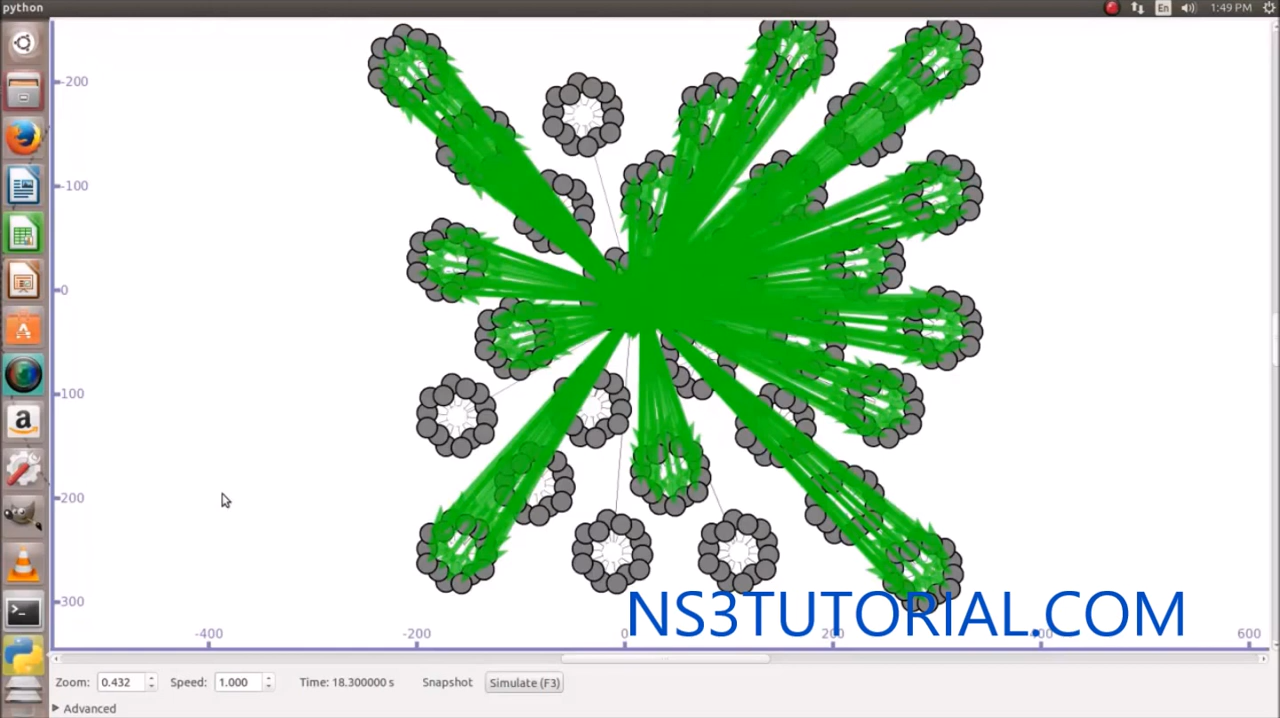 python
En
1:49 PM
-200
-100
0
100
200
300
-400
-200
0
200
400
600
NS3TUTORIAL.COM
Zoom: 0.432 Speed: 1.000 Time: 18.300000 s Snapshot Simulate (F3)
Advanced